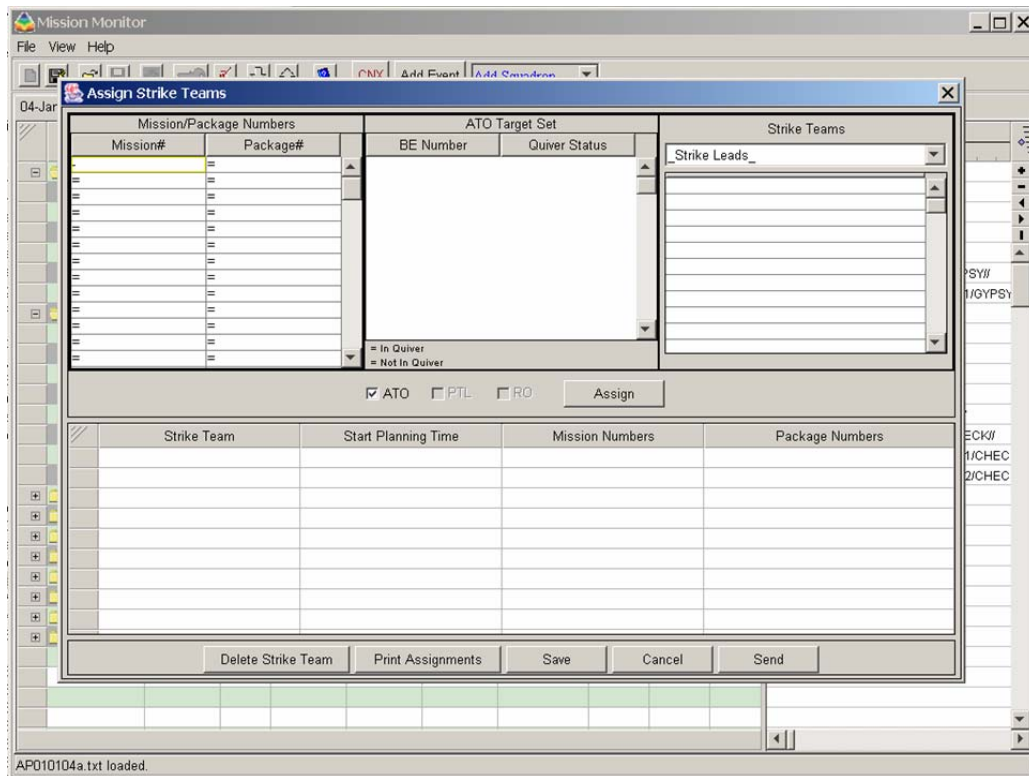 Mission Monitor
File View Help
CNX Add Event Add Squadron
04-Jan
Assign Strike Teams
Mission/Package Numbers
Mission# Package#
- =
= =
= =
= =
= =
= =
= =
= =
= =
= =
= =
= =
= =
ATO Target Set
BE Number Quiver Status
= In Quiver
= Not In Quiver
Strike Teams
_Strike Leads_
ATO PTL RO Assign
Strike Team Start Planning Time Mission Numbers Package Numbers
Delete Strike Team Print Assignments Save Cancel Send
PSY//
1/GYPSY
ECK//
1/CHEC
2/CHEC
AP010104a.txt loaded.